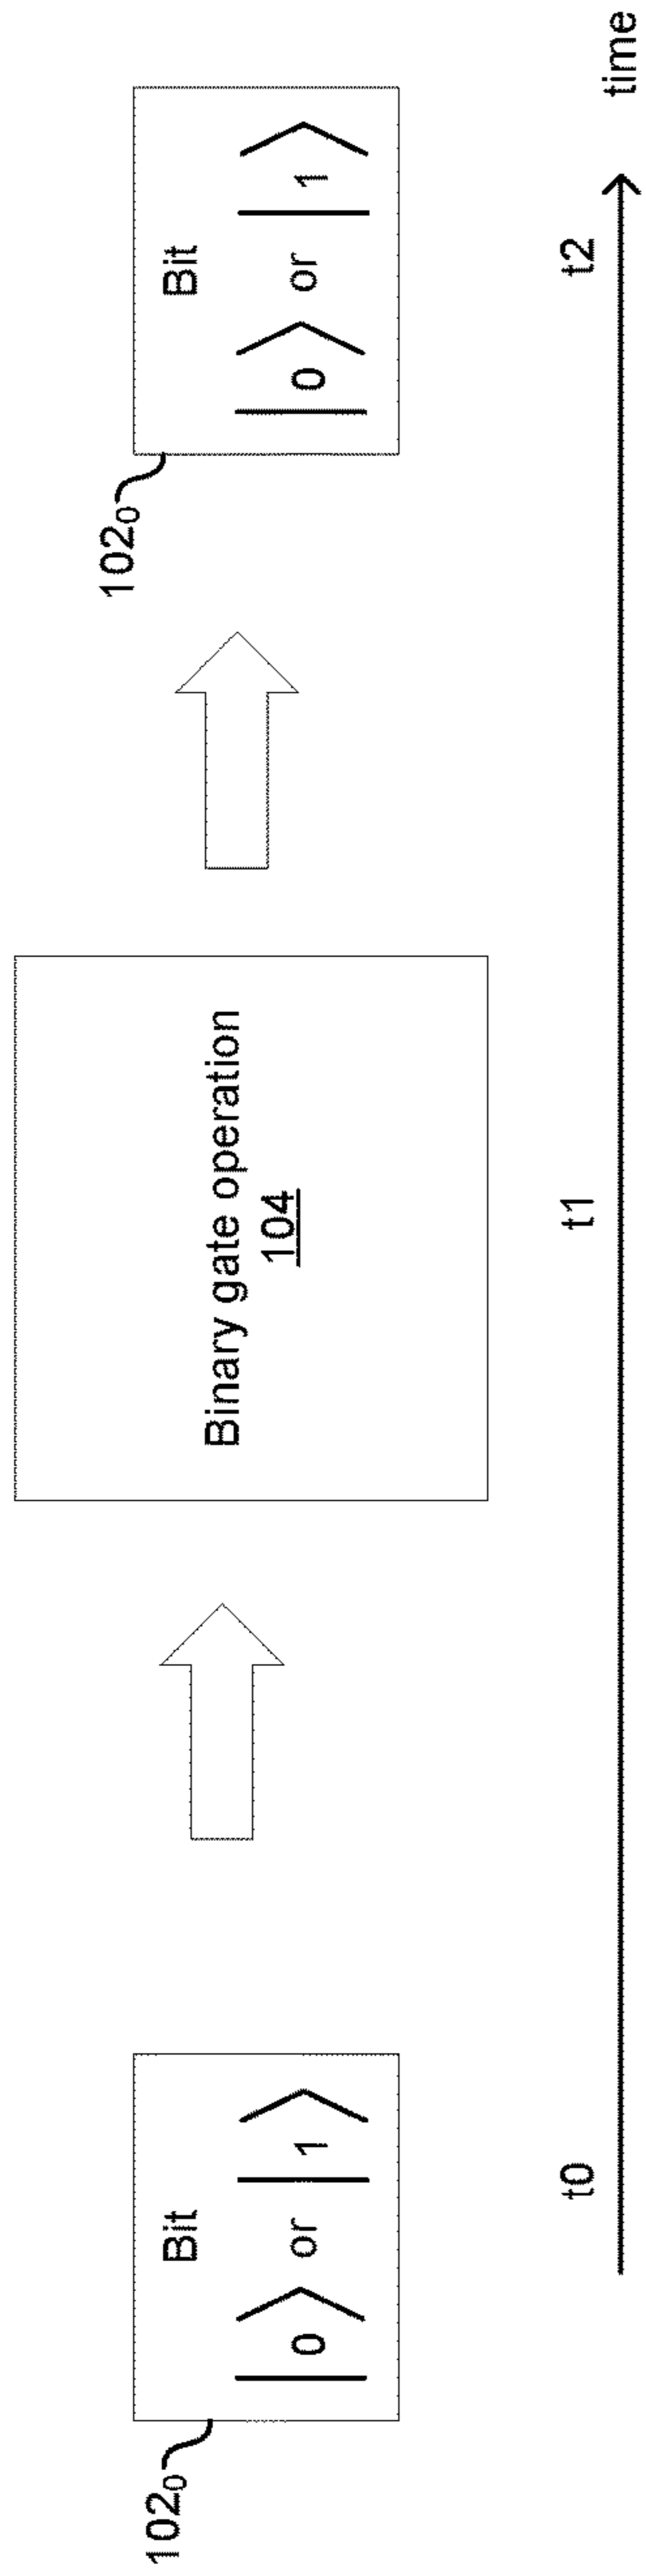 102₀
Bit
|0⟩ or |1⟩
Binary gate operation
104
102₀
Bit
|0⟩ or |1⟩
t0
t1
t2
time